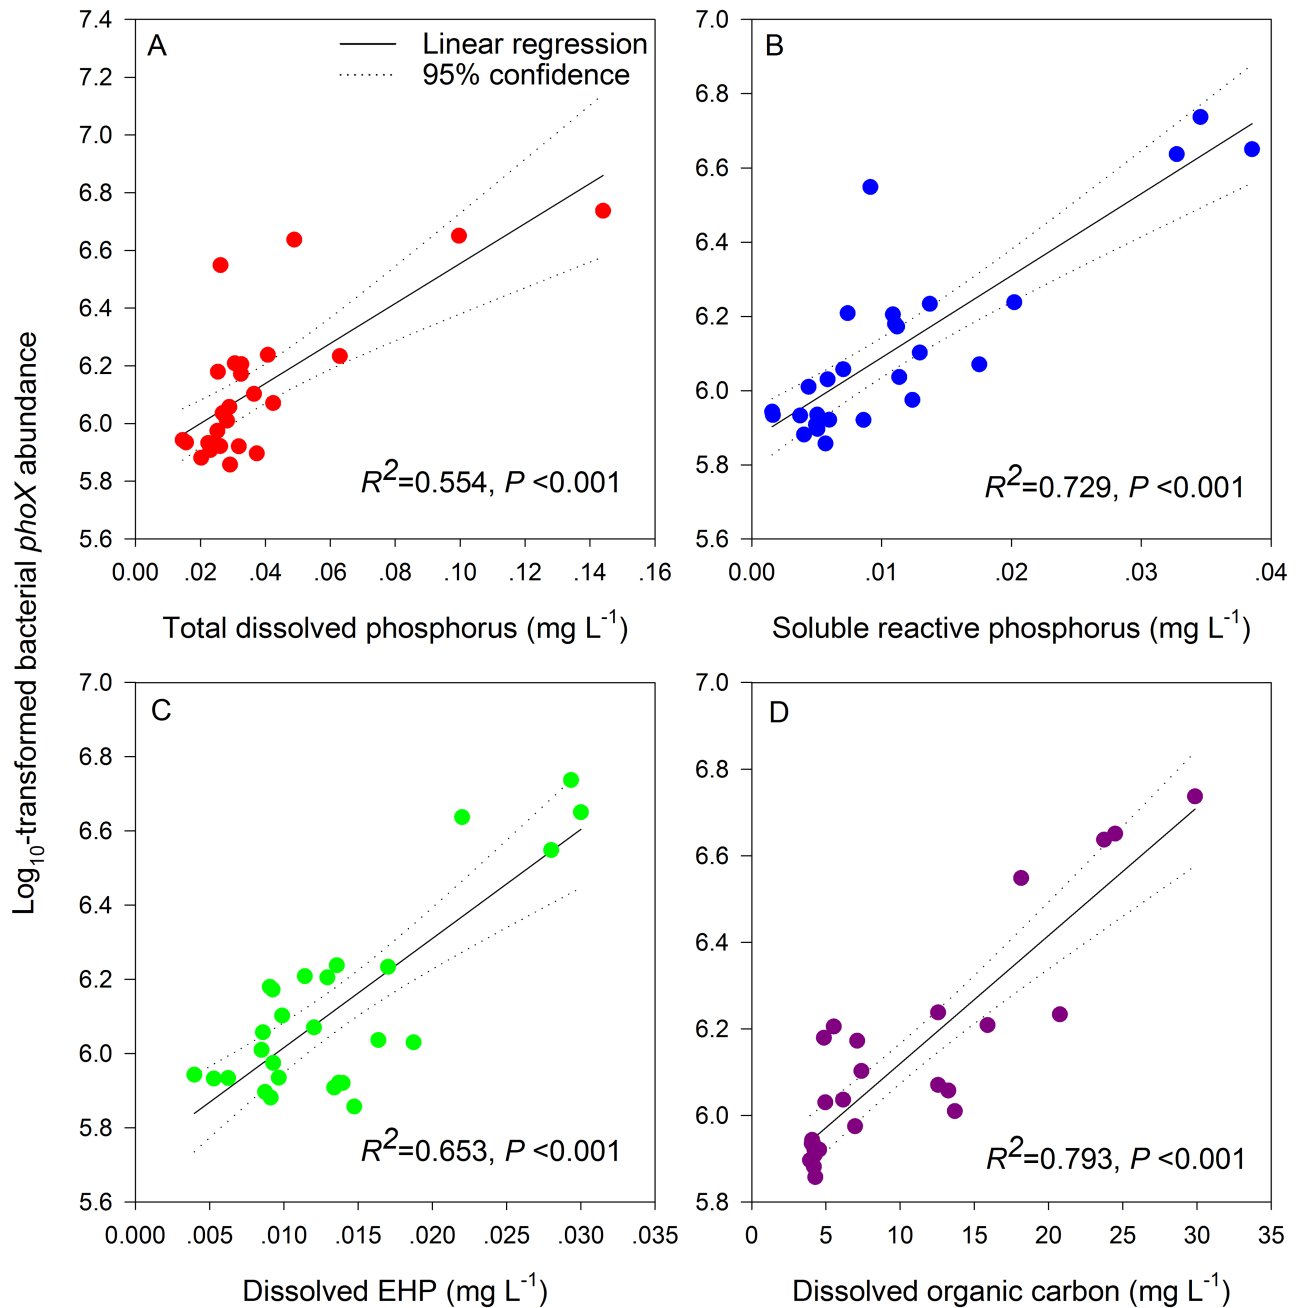 Log10-transformed bacterial phoX abundance
A
Linear regression
95% confidence
7.4
7.2
7.0
6.8
6.6
6.4
6.2
6.0
5.8
5.6
R2=0.554, P <0.001
0.00 .02 .04 .06 .08 .10 .12 .14 .16
Total dissolved phosphorus (mg L-1)
B
7.0
6.8
6.6
6.4
6.2
6.0
5.8
5.6
R2=0.729, P <0.001
0.00 .01 .02 .03 .04
Soluble reactive phosphorus (mg L-1)
C
7.0
6.8
6.6
6.4
6.2
6.0
5.8
5.6
R2=0.653, P <0.001
0.000 .005 .010 .015 .020 .025 .030 .035
Dissolved EHP (mg L-1)
D
7.0
6.8
6.6
6.4
6.2
6.0
5.8
R2=0.793, P <0.001
0 5 10 15 20 25 30 35
Dissolved organic carbon (mg L-1)